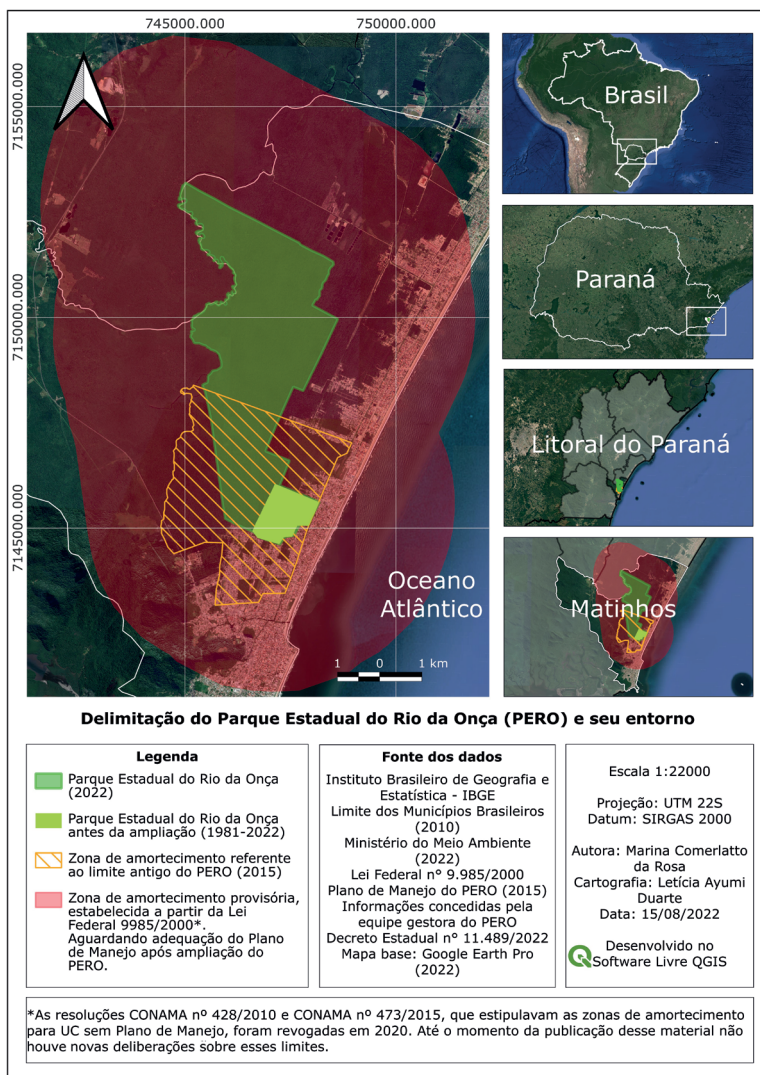 745000.000
750000.000
7155000.000
7150000.000
7145000.000
Oceano
Atlântico
1 0 1 km
Brasil
Paraná
Litoral do Paraná
Matinhos
Delimitação do Parque Estadual do Rio da Onça (PERO) e seu entorno
Legenda
Parque Estadual do Rio da Onça
(2022)
Parque Estadual do Rio da Onça
antes da ampliação (1981-2022)
Zona de amortecimento referente
ao limite antigo do PERO (2015)
Zona de amortecimento provisória,
estabelecida a partir da Lei
Federal 9985/2000*.
Aguardando adequação do Plano
de Manejo após ampliação do
PERO.
Fonte dos dados
Instituto Brasileiro de Geografia e
Estatística - IBGE
Limite dos Municípios Brasileiros
(2010)
Ministério do Meio Ambiente
(2022)
Lei Federal n° 9.985/2000
Plano de Manejo do PERO (2015)
Informações concedidas pela
equipe gestora do PERO
Decreto Estadual n° 11.489/2022
Mapa base: Google Earth Pro
(2022)
Escala 1:22000
Projeção: UTM 22S
Datum: SIRGAS 2000
Autora: Marina Comerlatto
da Rosa
Cartografia: Letícia Ayumi
Duarte
Data: 15/08/2022
Desenvolvido no
Software Livre QGIS
*As resoluções CONAMA nº 428/2010 e CONAMA nº 473/2015, que estipulavam as zonas de amortecimento
para UC sem Plano de Manejo, foram revogadas em 2020. Até o momento da publicação desse material não
houve novas deliberações sobre esses limites.